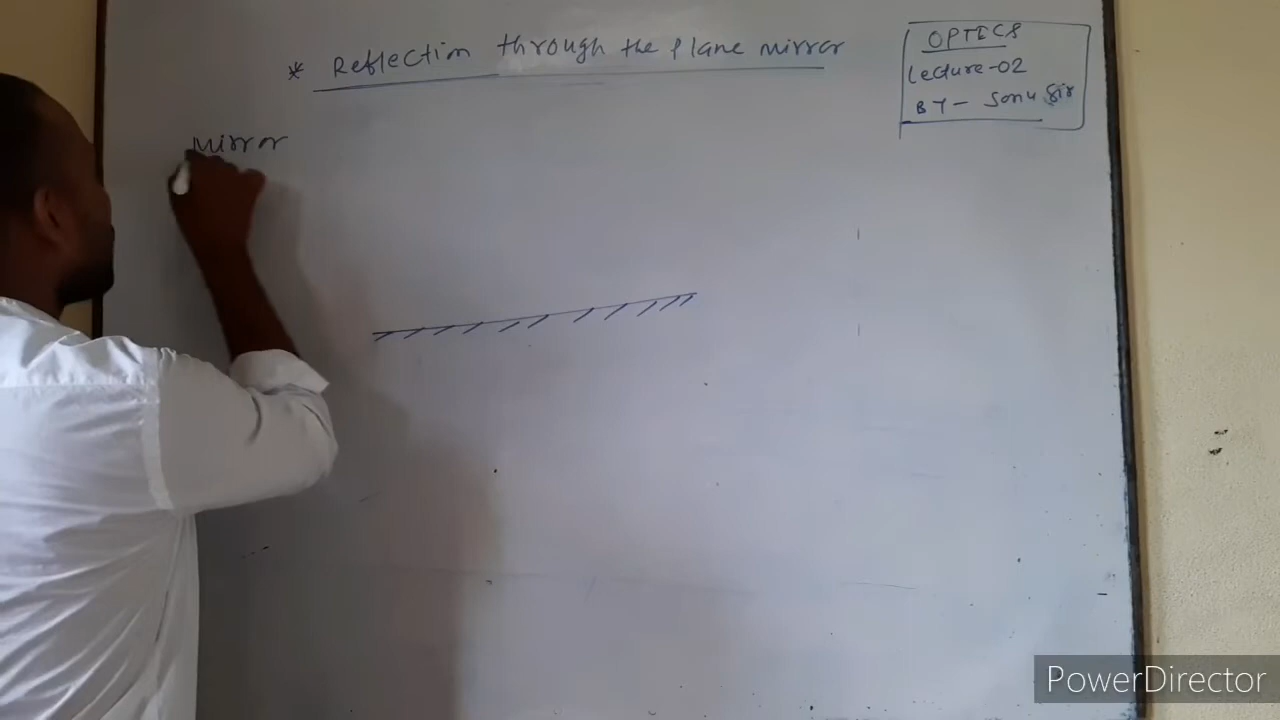 * Reflection through the plane mirror
OPTICS
Lecture-02
BY- Sonu Sir
Mirror
PowerDirector